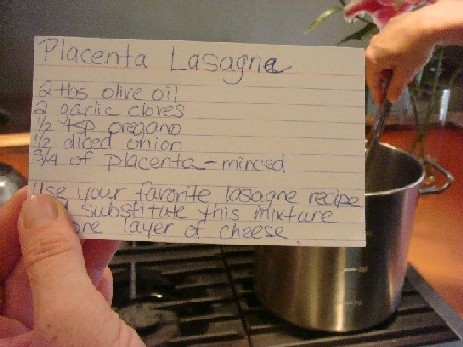 Placenta Lasagna
2 tbs olive oil
2 garlic cloves
1/2 tsp oregano
1/2 diced onion
3/4 of placenta - minced
Use your favorite lasagne recipe
substitute this mixture
one layer of cheese.